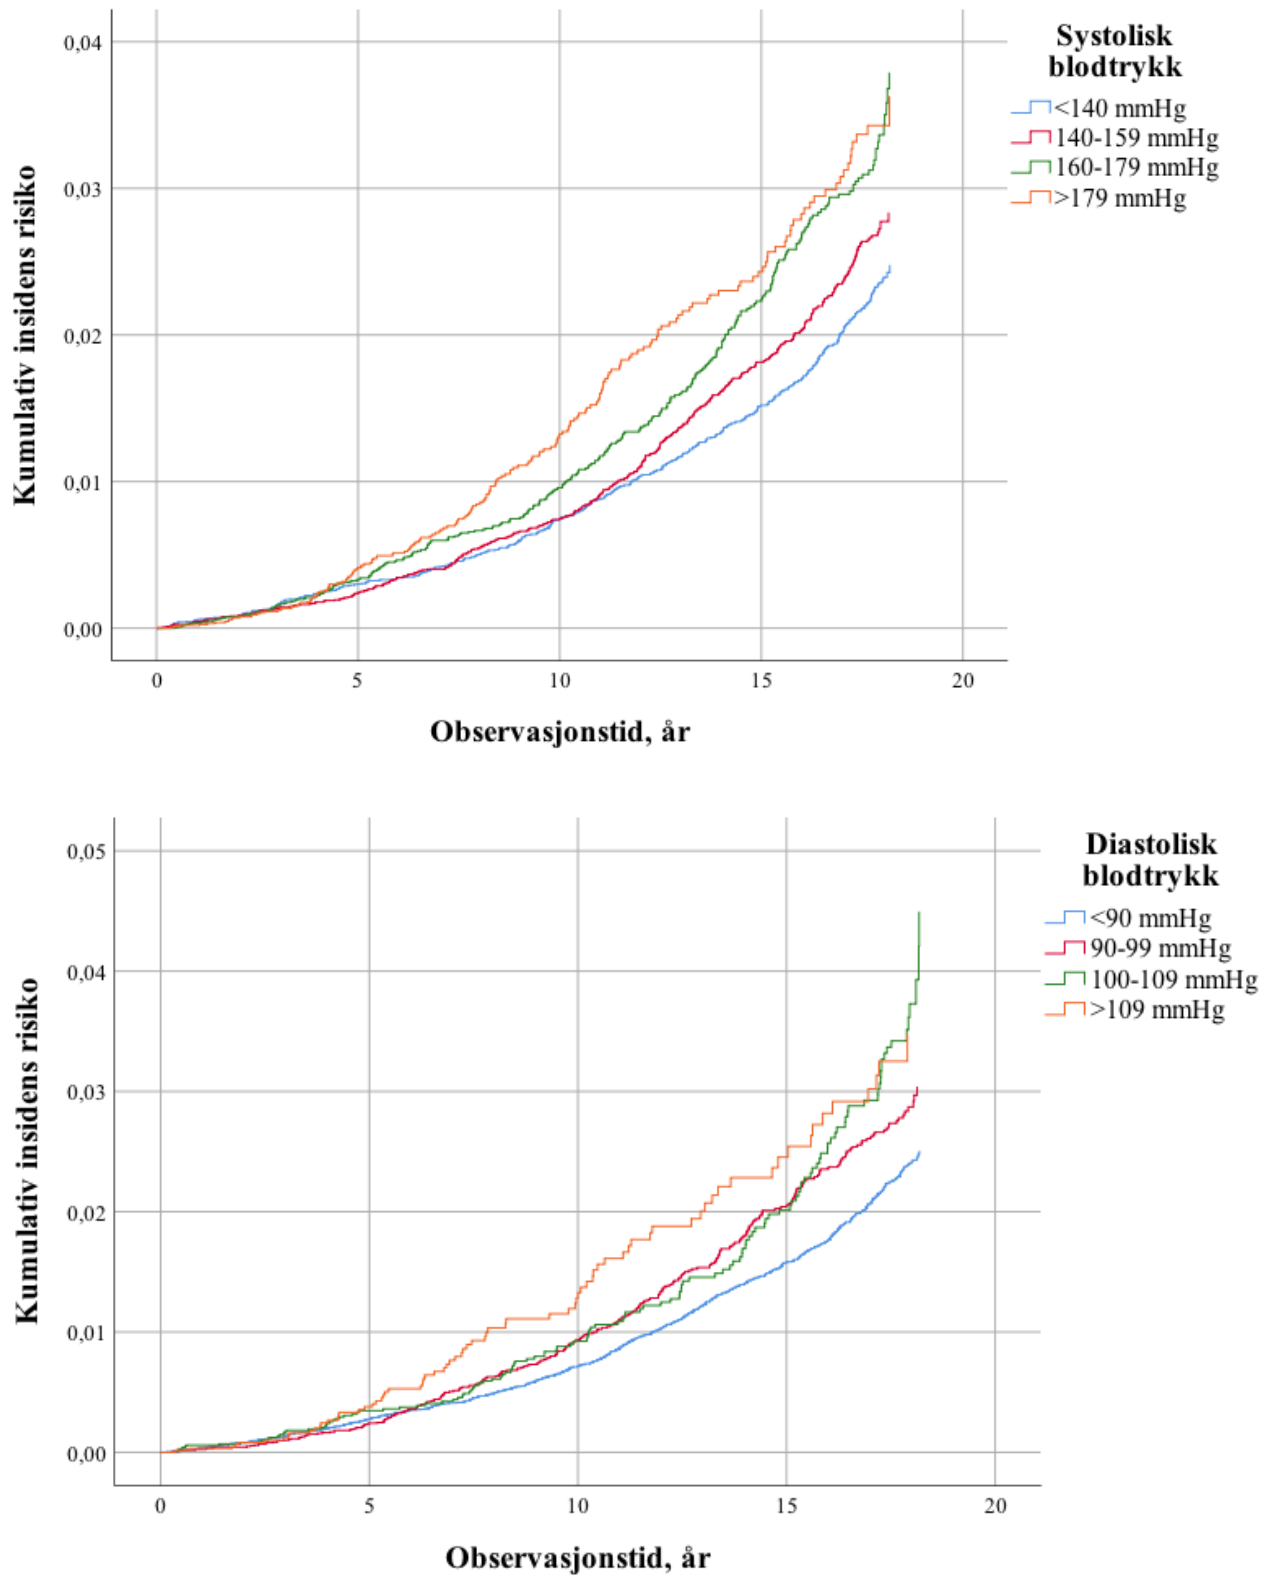 Systolisk
blodtrykk
<140 mmHg
140-159 mmHg
160-179 mmHg
>179 mmHg
Kumulativ insidens risiko
0,04
0,03
0,02
0,01
0,00
0 5 10 15 20
Observasjonstid, år
Diastolisk
blodtrykk
<90 mmHg
90-99 mmHg
100-109 mmHg
>109 mmHg
Kumulativ insidens risiko
0,05
0,04
0,03
0,02
0,01
0,00
0 5 10 15 20
Observasjonstid, år